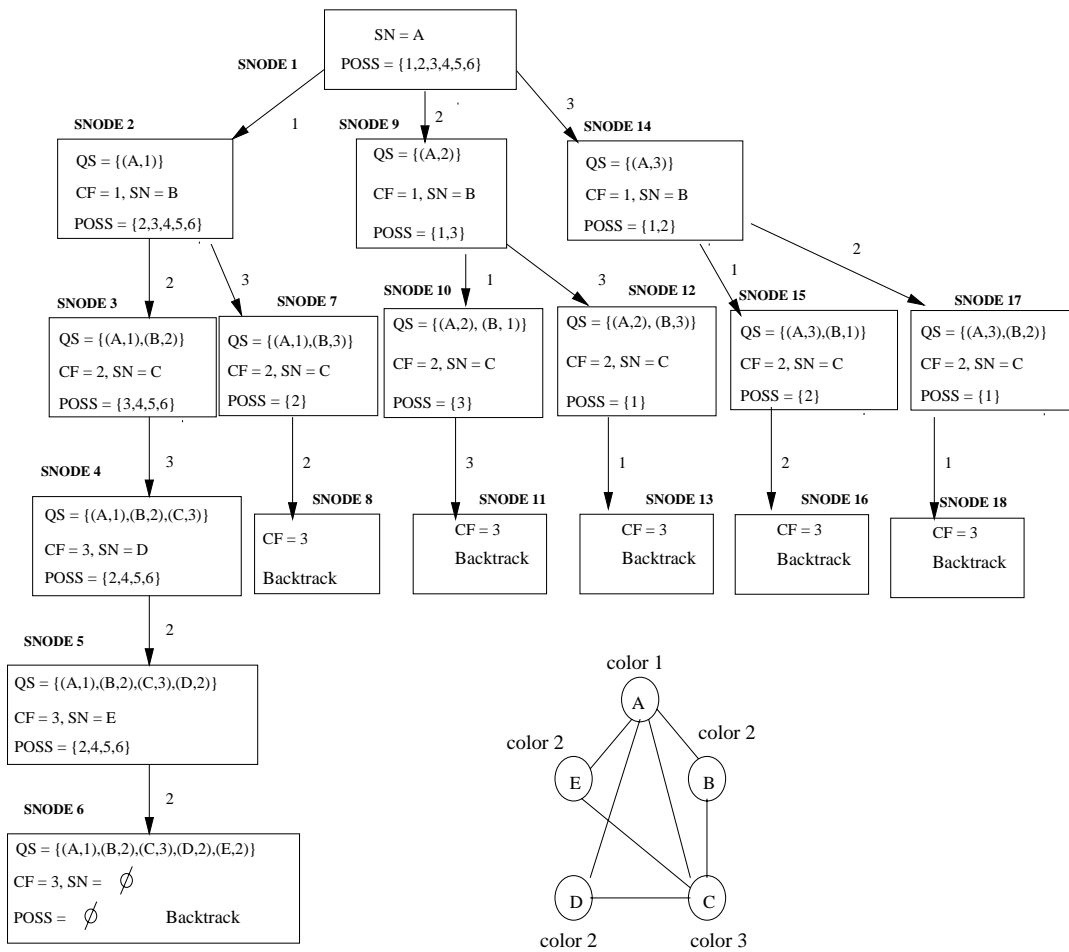 SN = A
POSS = {1,2,3,4,5,6}
SNODE 1
1
2
3
SNODE 2
QS = {(A,1)}
CF = 1, SN = B
POSS = {2,3,4,5,6}
SNODE 9
QS = {(A,2)}
CF = 1, SN = B
POSS = {1,3}
SNODE 14
QS = {(A,3)}
CF = 1, SN = B
POSS = {1,2}
2
3
1
3
1
2
SNODE 3
QS = {(A,1),(B,2)}
CF = 2, SN = C
POSS = {3,4,5,6}
SNODE 7
QS = {(A,1),(B,3)}
CF = 2, SN = C
POSS = {2}
SNODE 10
QS = {(A,2), (B, 1)}
CF = 2, SN = C
POSS = {3}
SNODE 12
QS = {(A,2), (B,3)}
CF = 2, SN = C
POSS = {1}
SNODE 15
QS = {(A,3),(B,1)}
CF = 2, SN = C
POSS = {2}
SNODE 17
QS = {(A,3),(B,2)}
CF = 2, SN = C
POSS = {1}
3
2
3
1
2
1
SNODE 4
QS = {(A,1),(B,2),(C,3)}
CF = 3, SN = D
POSS = {2,4,5,6}
SNODE 8
CF = 3
Backtrack
SNODE 11
CF = 3
Backtrack
SNODE 13
CF = 3
Backtrack
SNODE 16
CF = 3
Backtrack
SNODE 18
CF = 3
Backtrack
2
SNODE 5
QS = {(A,1),(B,2),(C,3),(D,2)}
CF = 3, SN = E
POSS = {2,4,5,6}
2
SNODE 6
QS = {(A,1),(B,2),(C,3),(D,2),(E,2)}
CF = 3, SN = ∅
POSS = ∅ Backtrack
color 1
A
color 2
E
color 2
B
D
color 2
C
color 3